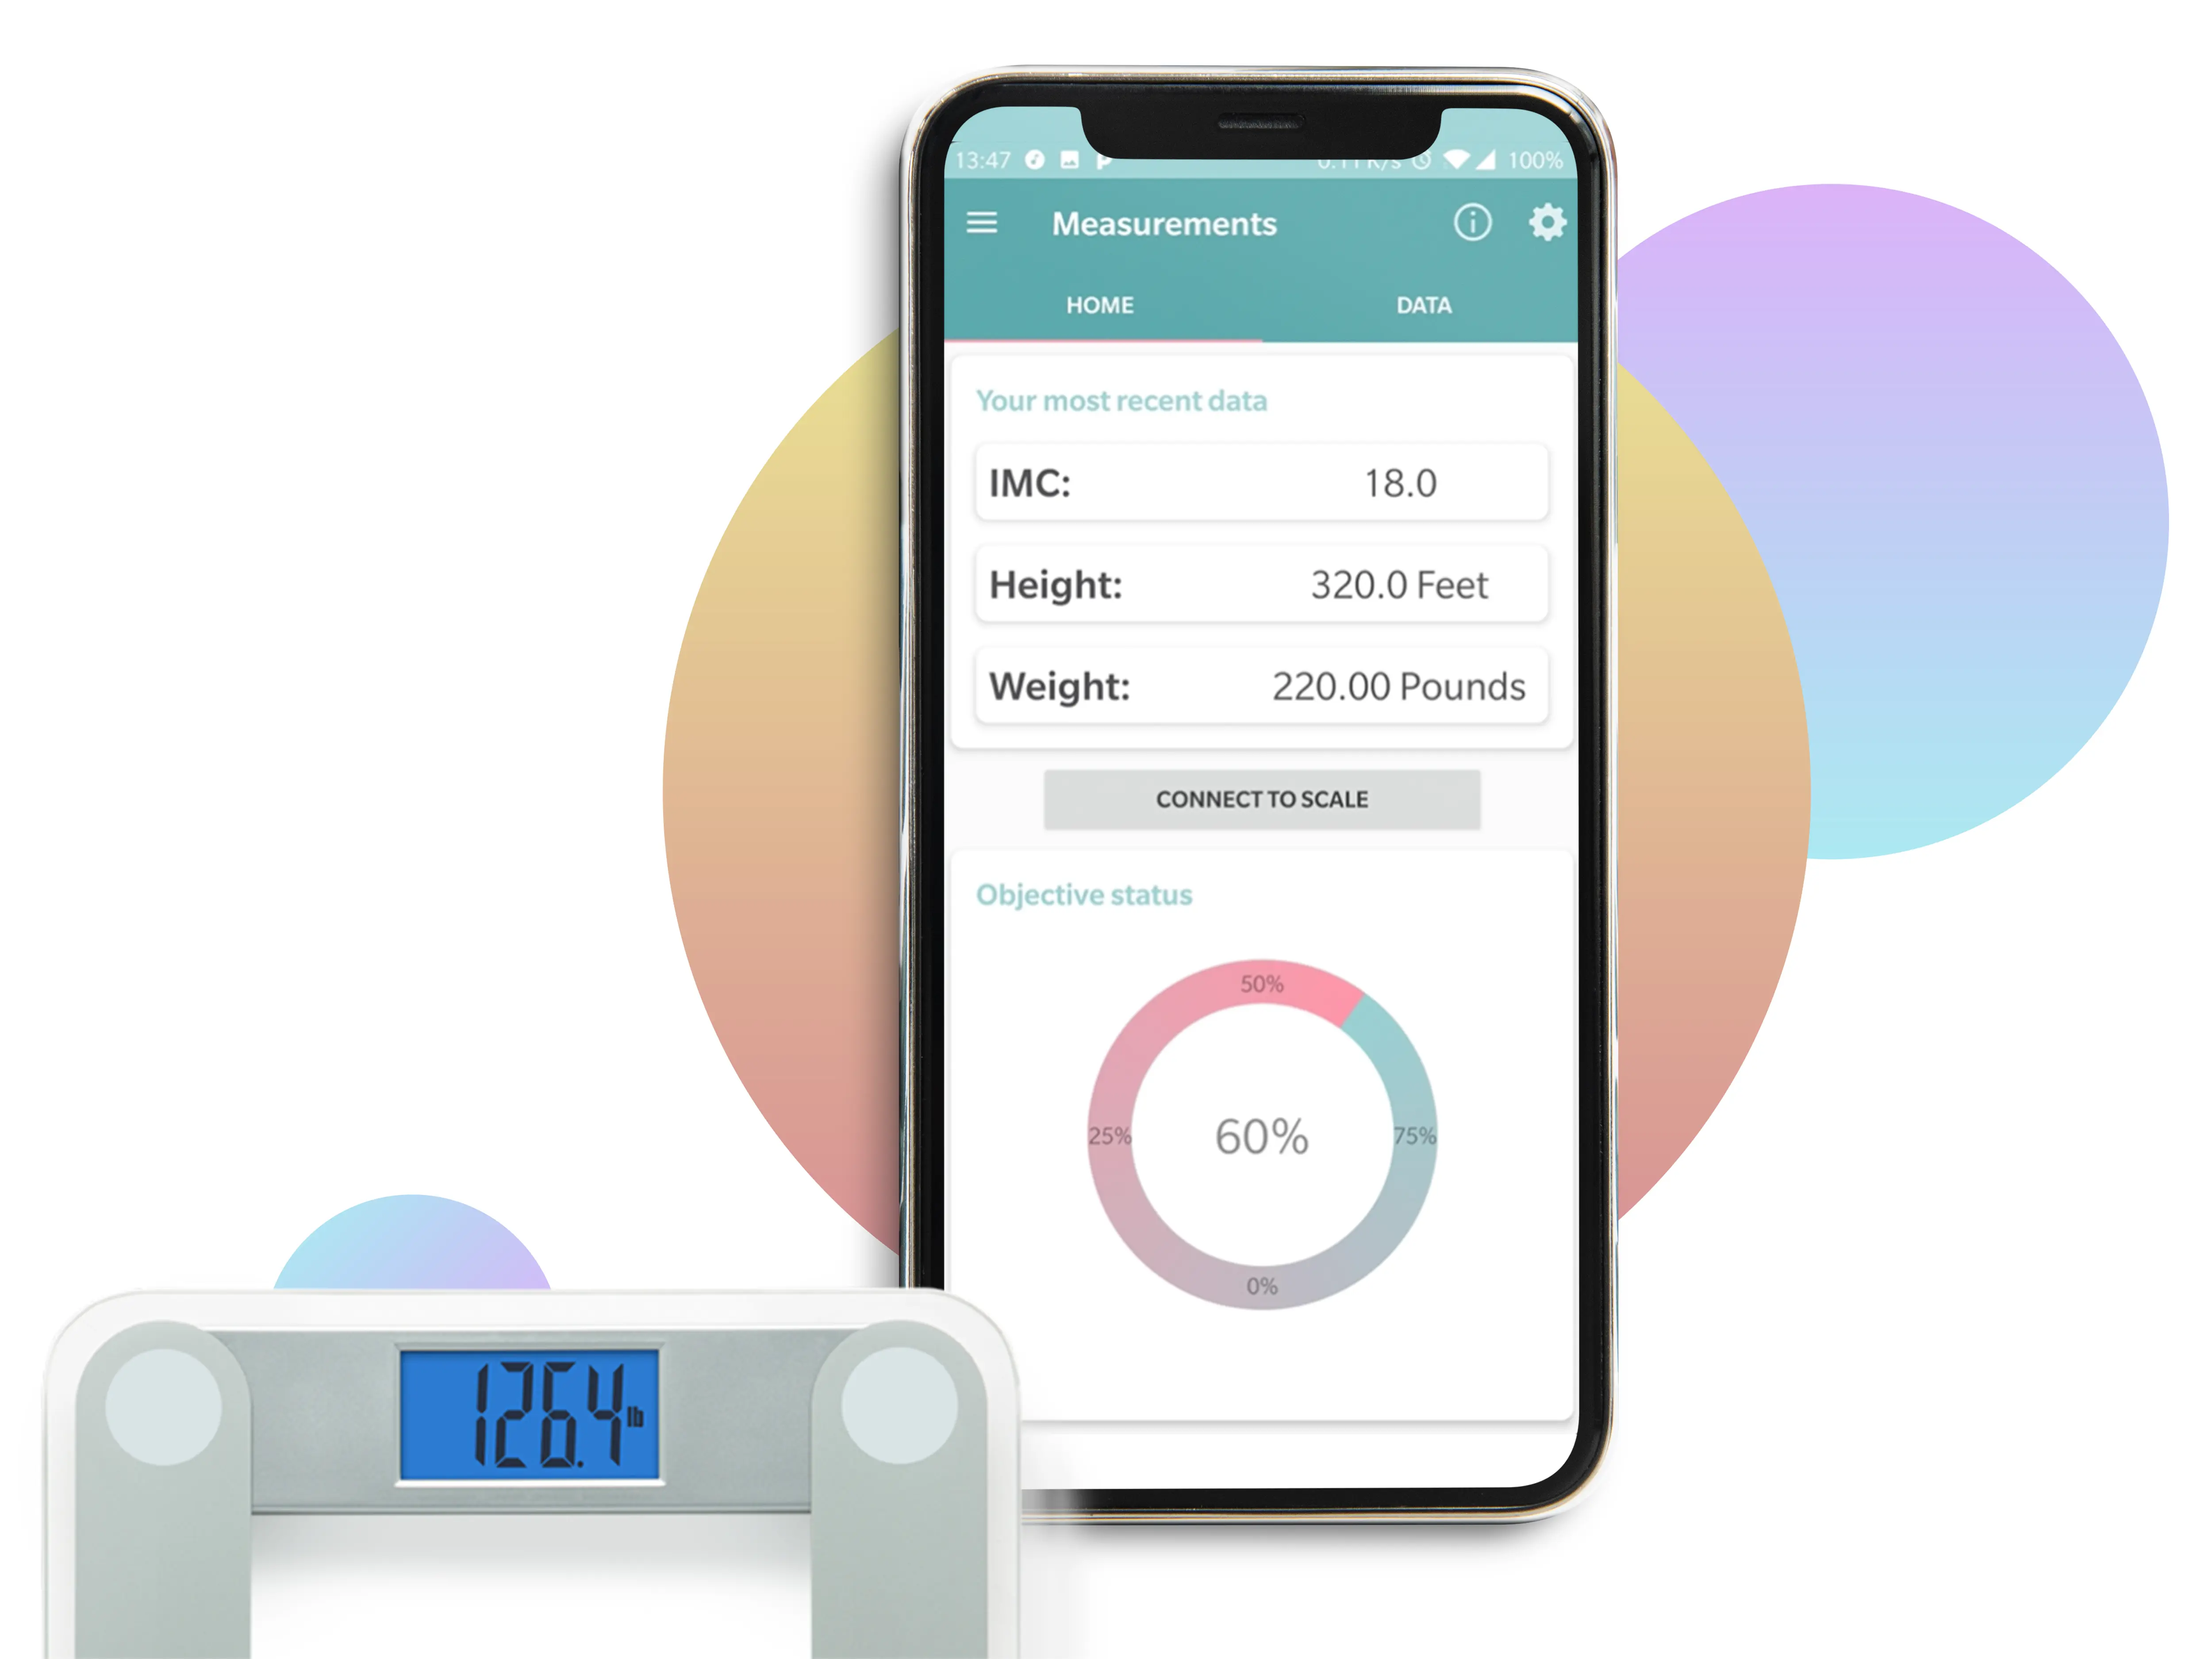 13:47 100%
Measurements
HOME DATA
Your most recent data
IMC: 18.0
Height: 320.0 Feet
Weight: 220.00 Pounds
CONNECT TO SCALE
Objective status
50%
25% 60% 75%
0%
126.4 lb